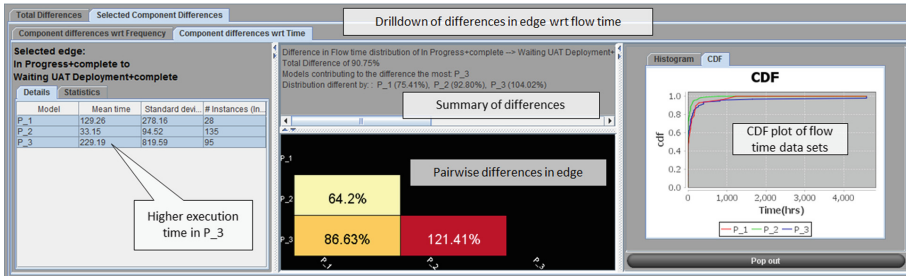 Total Differences
Selected Component Differences
Drilldown of differences in edge wrt flow time
Component differences wrt Frequency
Component differences wrt Time
Selected edge:
In Progress+complete to
Waiting UAT Deployment+complete
Details
Statistics
Model
Mean time
Standard devi...
# Instances (In...
P_1
129.26
278.16
28
P_2
33.15
94.52
135
P_3
229.19
819.59
95
Higher execution
time in P_3
Difference in Flow time distribution of In Progress+complete --> Waiting UAT Deployment+
Total Difference of 90.75%
Models contributing to the difference the most: P_3
Distribution different by: : P_1 (75.41%), P_2 (92.80%), P_3 (104.02%)
Summary of differences
Pairwise differences in edge
P_1
P_2
64.2%
P_3
86.63%
121.41%
P_1
P_2
P_3
Histogram
CDF
CDF
cdf
1.0
0.8
0.6
0.4
0.2
0.0
CDF plot of flow
time data sets
0
1,000
2,000
3,000
4,000
Time(hrs)
P_1
P_2
P_3
Pop out